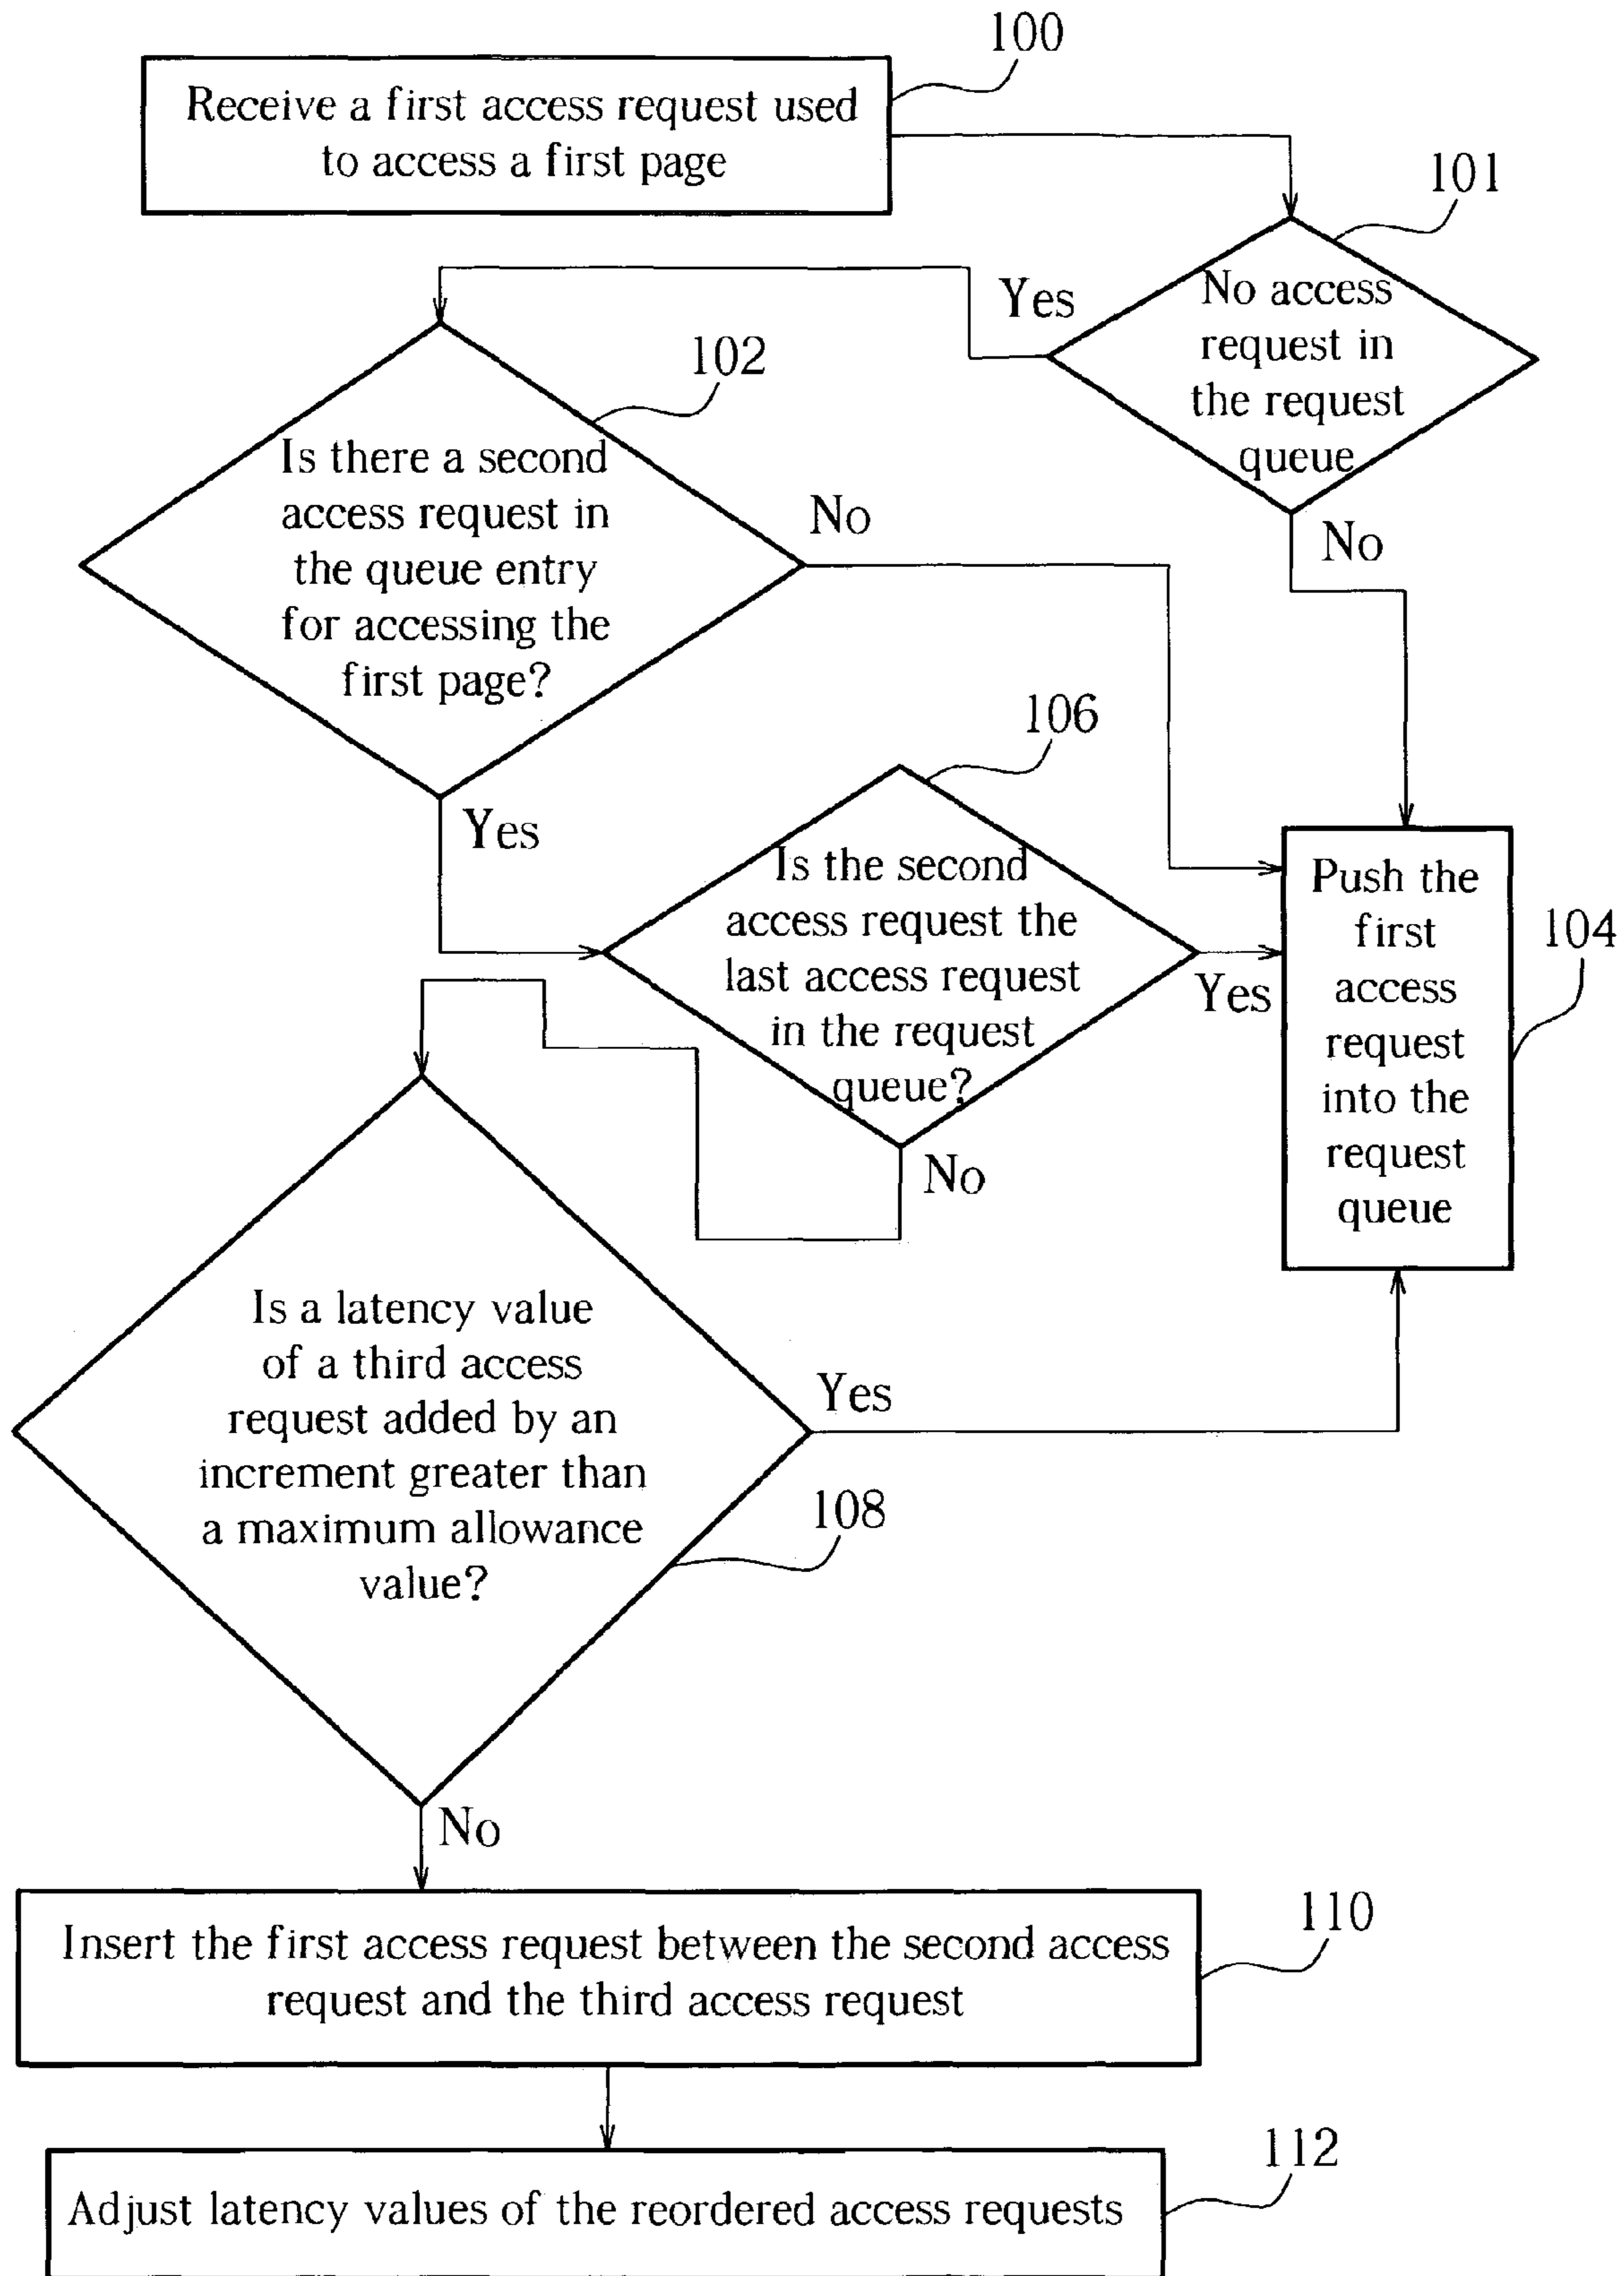 100
Receive a first access request used
to access a first page
101
No access
request in
the request
queue
Yes
No
102
Is there a second
access request in
the queue entry
for accessing the
first page?
No
Yes
106
Is the second
access request the
last access request
in the request
queue?
Yes
No
Push the
first
access
request
into the
request
queue
104
Is a latency value
of a third access
request added by an
increment greater than
a maximum allowance
value?
Yes
108
No
Insert the first access request between the second access
request and the third access request
110
Adjust latency values of the reordered access requests
112